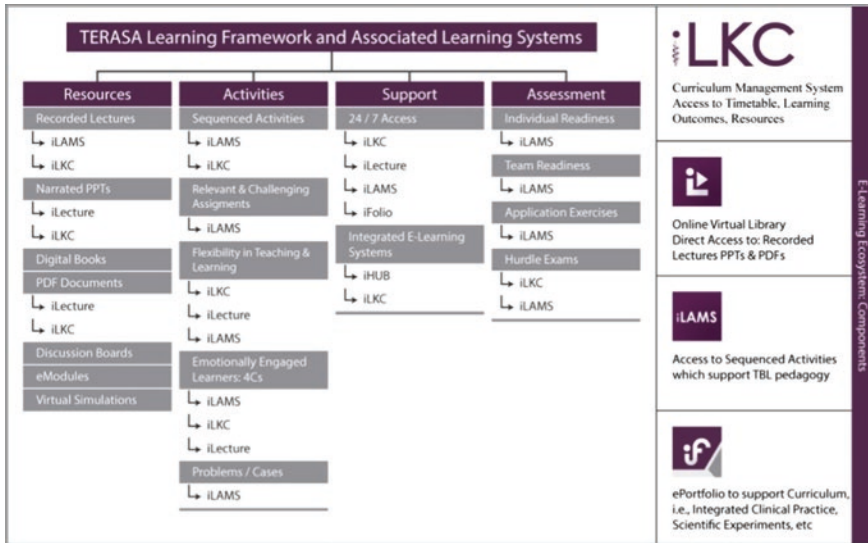 TERASA Learning Framework and Associated Learning Systems
Resources
Recorded Lectures
iLAMS
iLKC
Narrated PPTs
iLecture
iLKC
Digital Books
PDF Documents
iLecture
iLKC
Discussion Boards
eModules
Virtual Simulations
Activities
Sequenced Activities
iLAMS
iLKC
Relevant & Challenging
Assigments
iLAMS
Flexibility in Teaching &
Learning
iLKC
iLecture
iLAMS
Emotionally Engaged
Learners: 4Cs
iLAMS
iLKC
iLecture
Problems / Cases
iLAMS
Support
24 / 7 Access
iLKC
iLecture
iLAMS
iFolio
Integrated E-Learning
Systems
iHUB
iLKC
Assessment
Individual Readiness
iLAMS
Team Readiness
iLAMS
Application Exercises
iLAMS
Hurdle Exams
iLKC
iLAMS
iLKC
Curriculum Management System
Access to Timetable, Learning
Outcomes, Resources
Online Virtual Library
Direct Access to: Recorded
Lectures PPTs & PDFs
iLAMS
Access to Sequenced Activities
which support TBL pedagogy
if
ePortfolio to support Curriculum,
i.e., Integrated Clinical Practice,
Scientific Experiments, etc
E-Learning Ecosystem: Components